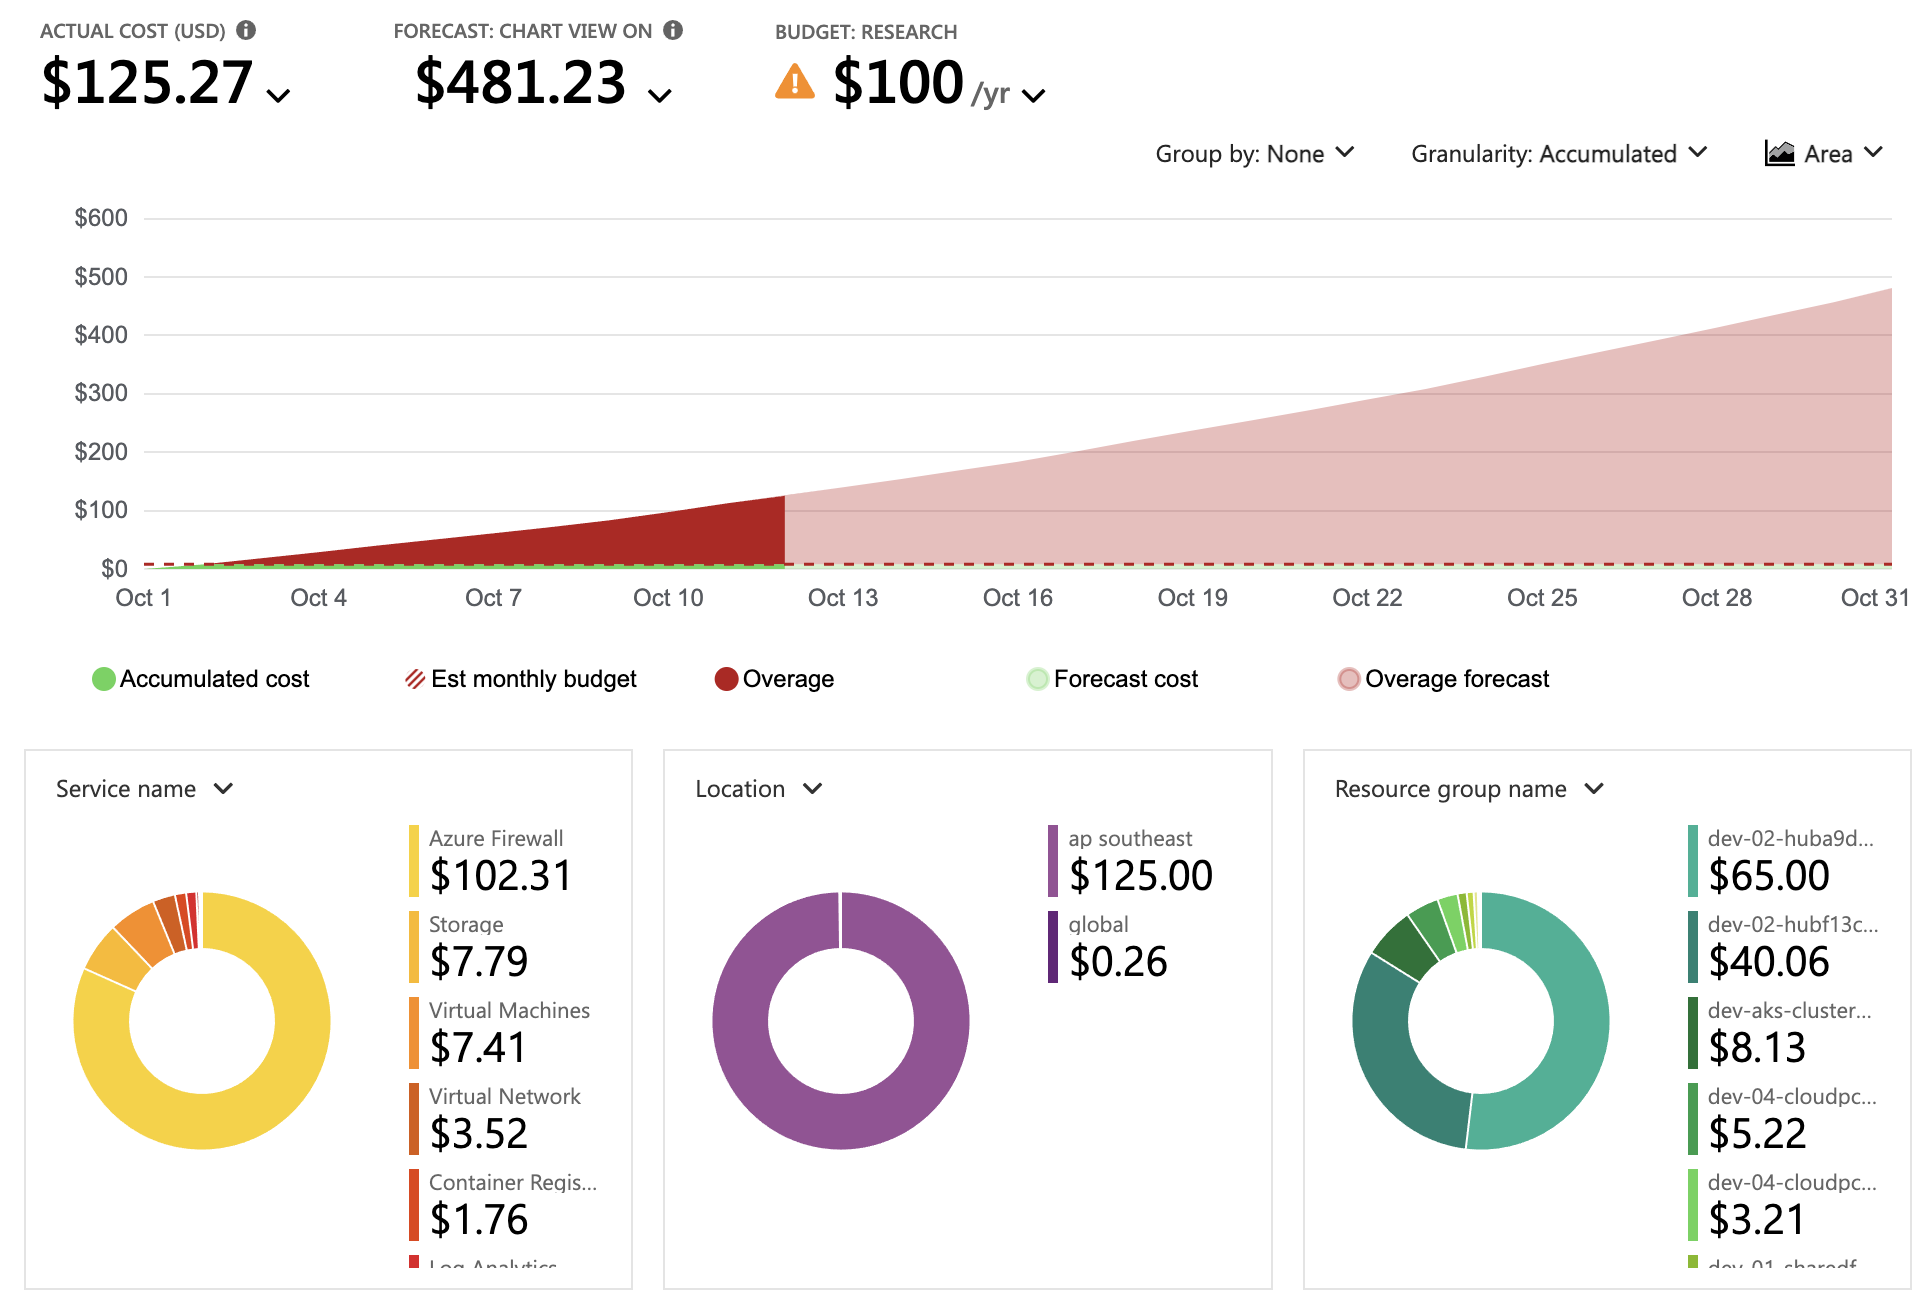 ACTUAL COST (USD)
FORECAST: CHART VIEW ON
BUDGET: RESEARCH
$125.27
$481.23
$100 /yr
Group by: None
Granularity: Accumulated
Area
$600
$500
$400
$300
$200
$100
$0
Oct 1
Oct 4
Oct 7
Oct 10
Oct 13
Oct 16
Oct 19
Oct 22
Oct 25
Oct 28
Oct 31
Accumulated cost
Est monthly budget
Overage
Forecast cost
Overage forecast
Service name
Azure Firewall
$102.31
Storage
$7.79
Virtual Machines
$7.41
Virtual Network
$3.52
Container Regis...
$1.76
Log Analytics
Location
ap southeast
$125.00
global
$0.26
Resource group name
dev-02-huba9d...
$65.00
dev-02-hubf13c...
$40.06
dev-aks-cluster...
$8.13
dev-04-cloudpc...
$5.22
dev-04-cloudpc...
$3.21
dev-01-sharedf